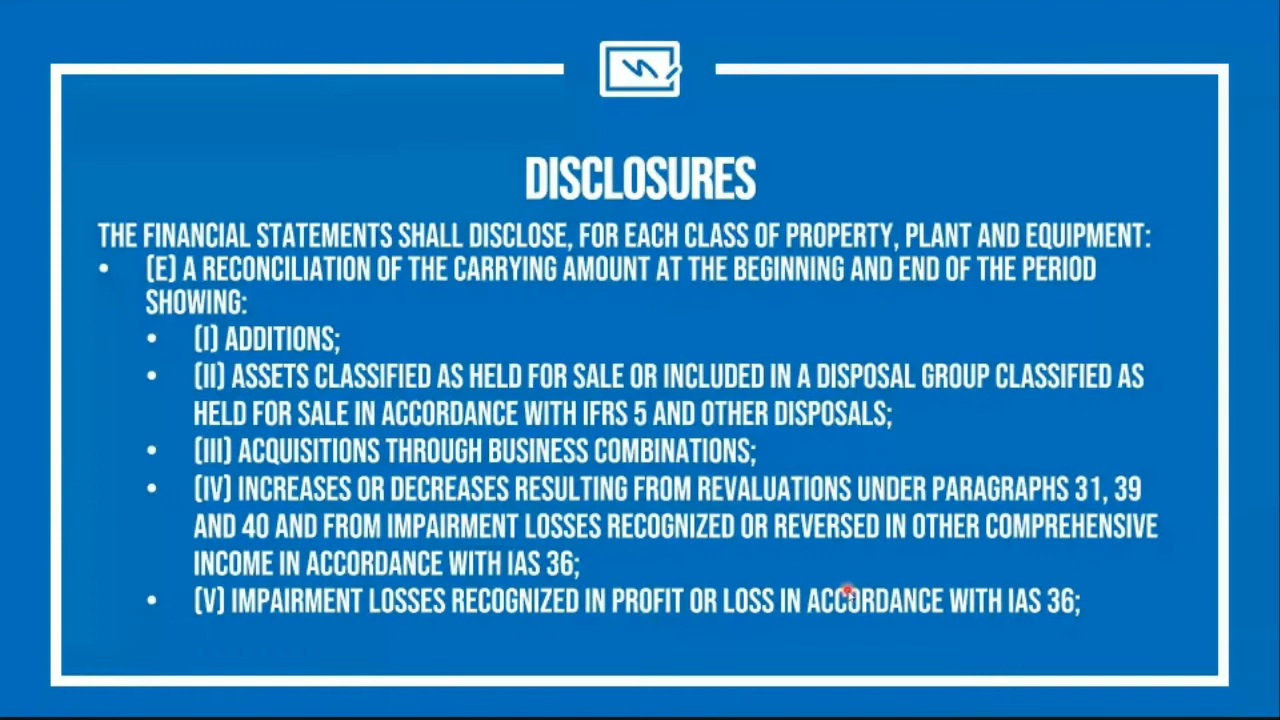 DISCLOSURES
THE FINANCIAL STATEMENTS SHALL DISCLOSE, FOR EACH CLASS OF PROPERTY, PLANT AND EQUIPMENT:
• (E) A RECONCILIATION OF THE CARRYING AMOUNT AT THE BEGINNING AND END OF THE PERIOD
SHOWING:
• (I) ADDITIONS;
• (II) ASSETS CLASSIFIED AS HELD FOR SALE OR INCLUDED IN A DISPOSAL GROUP CLASSIFIED AS
HELD FOR SALE IN ACCORDANCE WITH IFRS 5 AND OTHER DISPOSALS;
• (III) ACQUISITIONS THROUGH BUSINESS COMBINATIONS;
• (IV) INCREASES OR DECREASES RESULTING FROM REVALUATIONS UNDER PARAGRAPHS 31, 39
AND 40 AND FROM IMPAIRMENT LOSSES RECOGNIZED OR REVERSED IN OTHER COMPREHENSIVE
INCOME IN ACCORDANCE WITH IAS 36;
• (V) IMPAIRMENT LOSSES RECOGNIZED IN PROFIT OR LOSS IN ACCORDANCE WITH IAS 36;